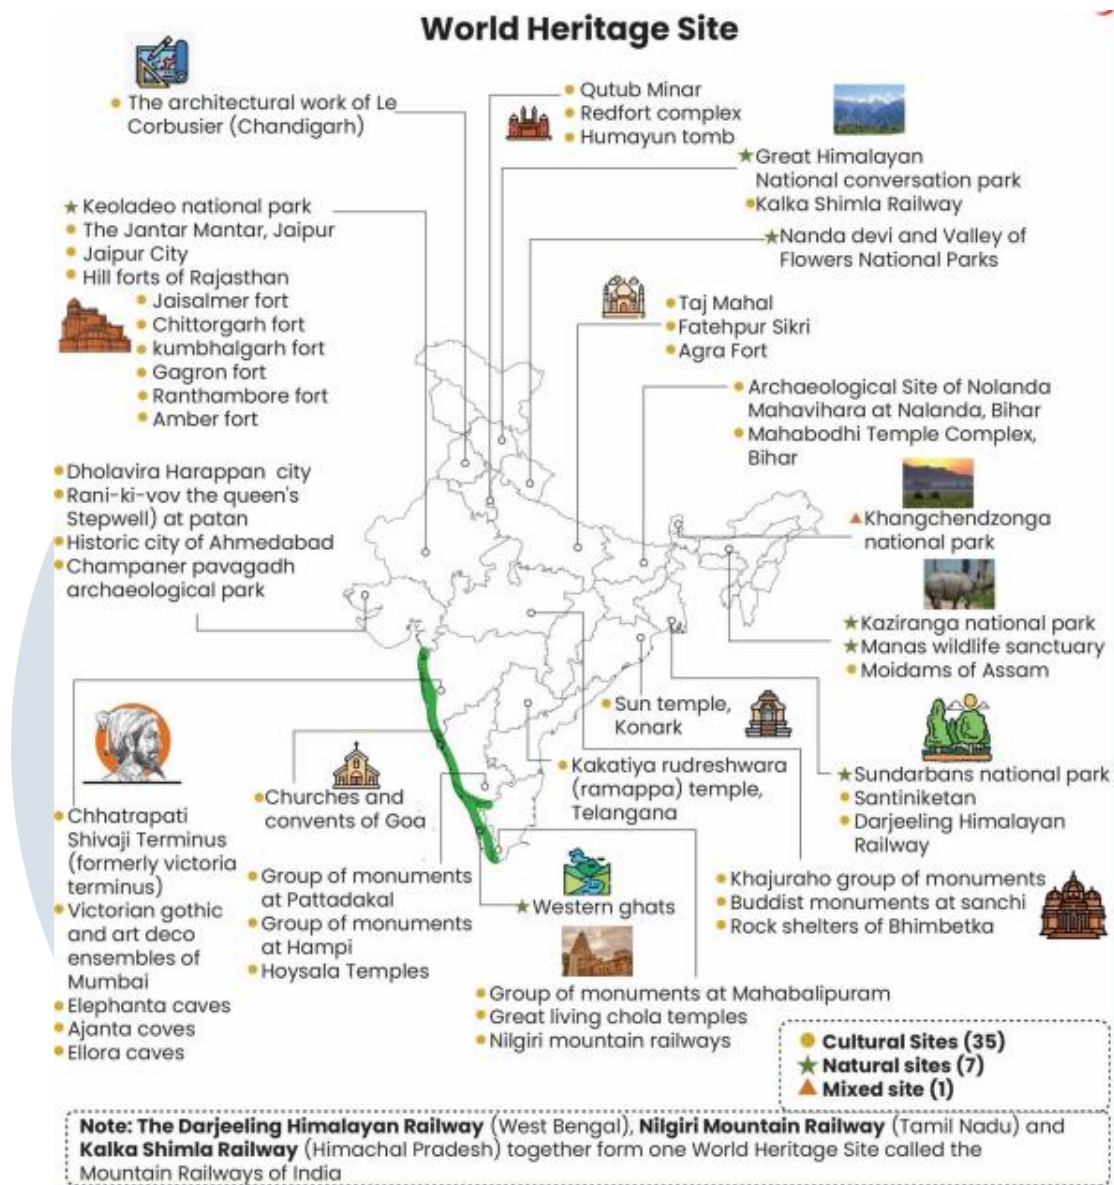 World Heritage Site
● The architectural work of Le
Corbusier (Chandigarh)
● Qutub Minar
● Redfort complex
● Humayun tomb
★ Great Himalayan
National conversation park
● Kalka Shimla Railway
★ Keoladeo national park
● The Jantar Mantar, Jaipur
● Jaipur City
● Hill forts of Rajasthan
● Jaisalmer fort
● Chittorgarh fort
● kumbhalgarh fort
● Gagron fort
● Ranthambore fort
● Amber fort
★ Nanda devi and Valley of
Flowers National Parks
● Taj Mahal
● Fatehpur Sikri
● Agra Fort
● Archaeological Site of Nolanda
Mahavihara at Nalanda, Bihar
● Mahabodhi Temple Complex,
Bihar
● Dholavira Harappan city
● Rani-ki-vov the queen's
Stepwell) at patan
● Historic city of Ahmedabad
● Champaner pavagadh
archaeological park
▲ Khangchendzonga
national park
★ Kaziranga national park
★ Manas wildlife sanctuary
● Moidams of Assam
● Sun temple,
Konark
● Kakatiya rudreshwara
(ramappa) temple,
Telangana
★ Sundarbans national park
● Santiniketan
● Darjeeling Himalayan
Railway
● Churches and
convents of Goa
● Chhatrapati
Shivaji Terminus
(formerly victoria
terminus)
● Victorian gothic
and art deco
ensembles of
Mumbai
● Elephanta caves
● Ajanta coves
● Ellora caves
● Group of monuments
at Pattadakal
● Group of monuments
at Hampi
● Hoysala Temples
★ Western ghats
● Khajuraho group of monuments
● Buddist monuments at sanchi
● Rock shelters of Bhimbetka
● Group of monuments at Mahabalipuram
● Great living chola temples
● Nilgiri mountain railways
● Cultural Sites (35)
★ Natural sites (7)
▲ Mixed site (1)
Note: The Darjeeling Himalayan Railway (West Bengal), Nilgiri Mountain Railway (Tamil Nadu) and
Kalka Shimla Railway (Himachal Pradesh) together form one World Heritage Site called the
Mountain Railways of India